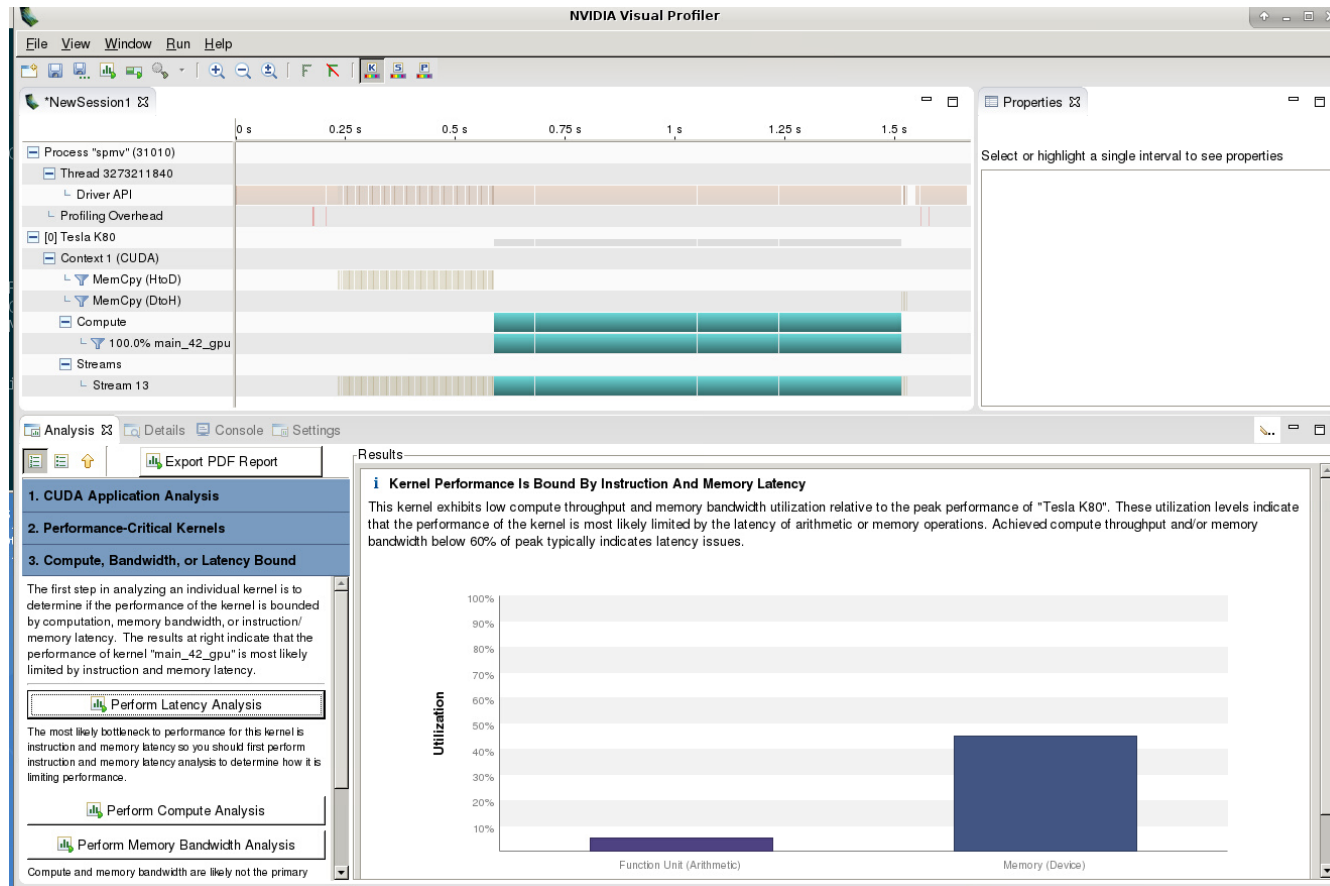 NVIDIA Visual Profiler
File View Window Run Help
*NewSession1
Properties
0 s 0.25 s 0.5 s 0.75 s 1 s 1.25 s 1.5 s
Process "spmv" (31010)
Thread 3273211840
Driver API
Profiling Overhead
[0] Tesla K80
Context 1 (CUDA)
MemCpy (HtoD)
MemCpy (DtoH)
Compute
100.0% main_42_gpu
Streams
Stream 13
Select or highlight a single interval to see properties
Analysis Details Console Settings
Export PDF Report
1. CUDA Application Analysis
2. Performance-Critical Kernels
3. Compute, Bandwidth, or Latency Bound
The first step in analyzing an individual kernel is to
determine if the performance of the kernel is bounded
by computation, memory bandwidth, or instruction/
memory latency. The results at right indicate that the
performance of kernel "main_42_gpu" is most likely
limited by instruction and memory latency.
Perform Latency Analysis
The most likely bottleneck to performance for this kernel is
instruction and memory latency so you should first perform
instruction and memory latency analysis to determine how it is
limiting performance.
Perform Compute Analysis
Perform Memory Bandwidth Analysis
Compute and memory bandwidth are likely not the primary
Results
i Kernel Performance Is Bound By Instruction And Memory Latency
This kernel exhibits low compute throughput and memory bandwidth utilization relative to the peak performance of "Tesla K80". These utilization levels indicate
that the performance of the kernel is most likely limited by the latency of arithmetic or memory operations. Achieved compute throughput and/or memory
bandwidth below 60% of peak typically indicates latency issues.
Utilization
100%
90%
80%
70%
60%
50%
40%
30%
20%
10%
Function Unit (Arithmetic) Memory (Device)